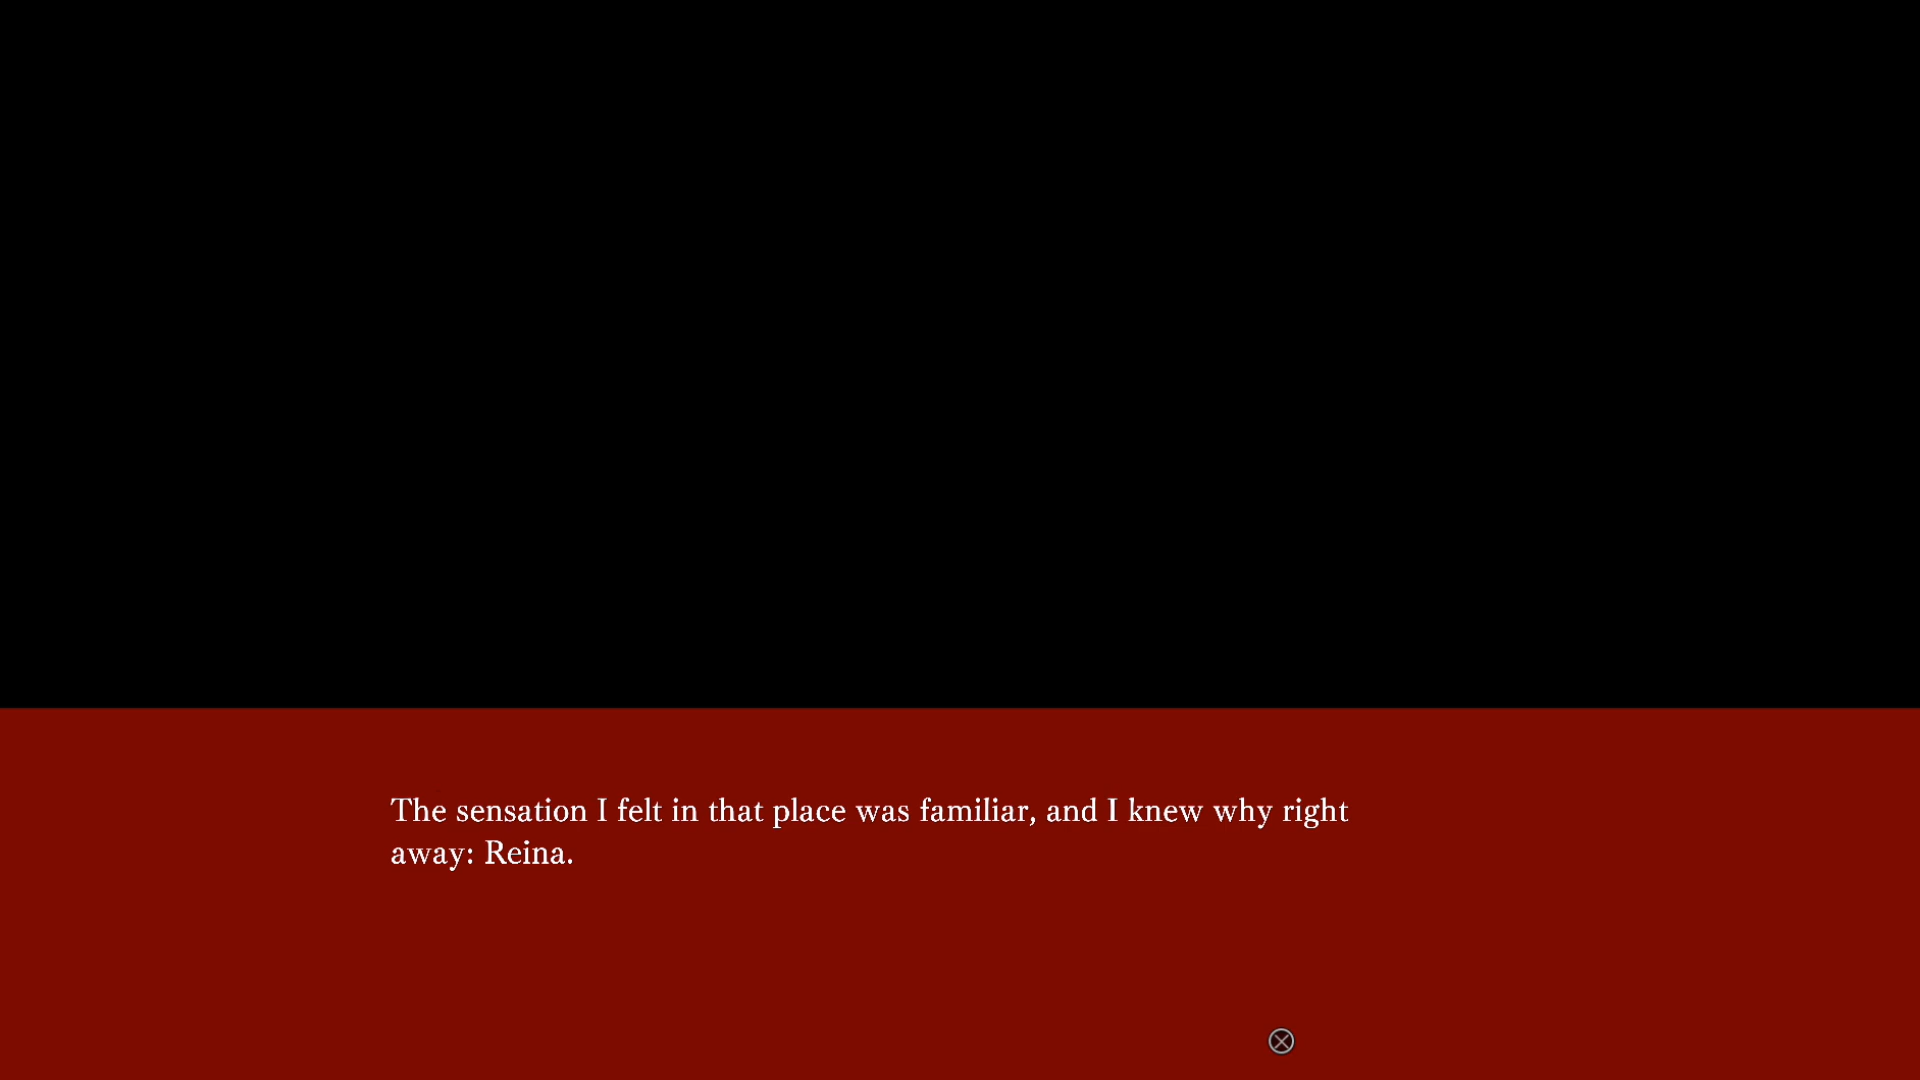 The sensation I felt in that place was familiar, and I knew why right
away: Reina.